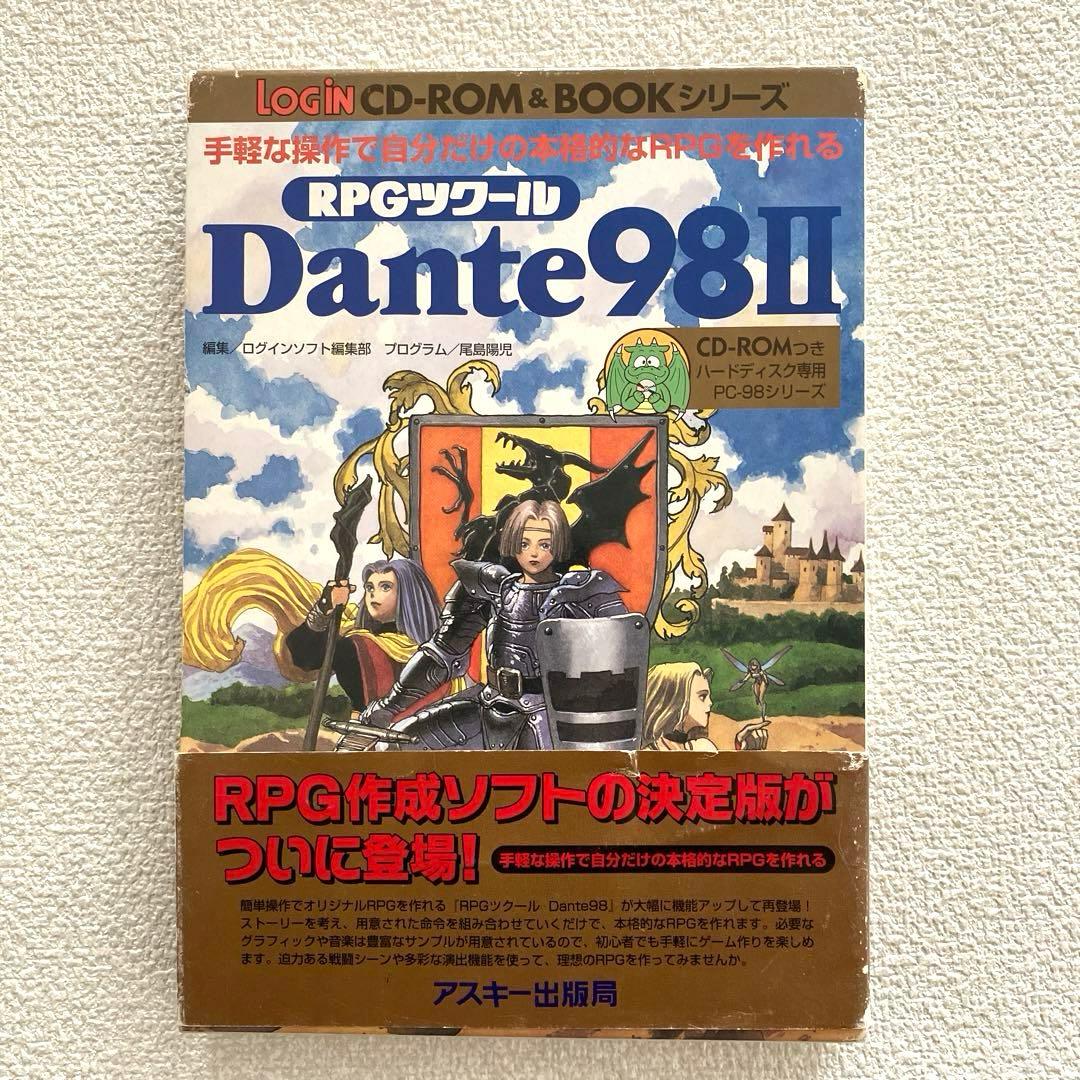 LOGiN CD-ROM & BOOKシリーズ
手軽な操作で自分だけの本格的なRPGを作れる
RPGツクール
Dante98II
編集／ログインソフト編集部 プログラム／尾島陽児
CD-ROMつき
ハードディスク専用
PC-98シリーズ
RPG作成ソフトの決定版が
ついに登場!
手軽な操作で自分だけの本格的なRPGを作れる
簡単操作でオリジナルRPGを作れる『RPGツクール Dante98』が大幅に機能アップして再登場！
ストーリーを考え、用意された命令を組み合わせていくだけで、本格的なRPGを作れます。必要な
グラフィックや音楽は豊富なサンプルが用意されているので、初心者でも手軽にゲーム作りを楽しめ
ます。迫力ある戦闘シーンや多彩な演出機能を使って、理想のRPGを作ってみませんか。
アスキー出版局